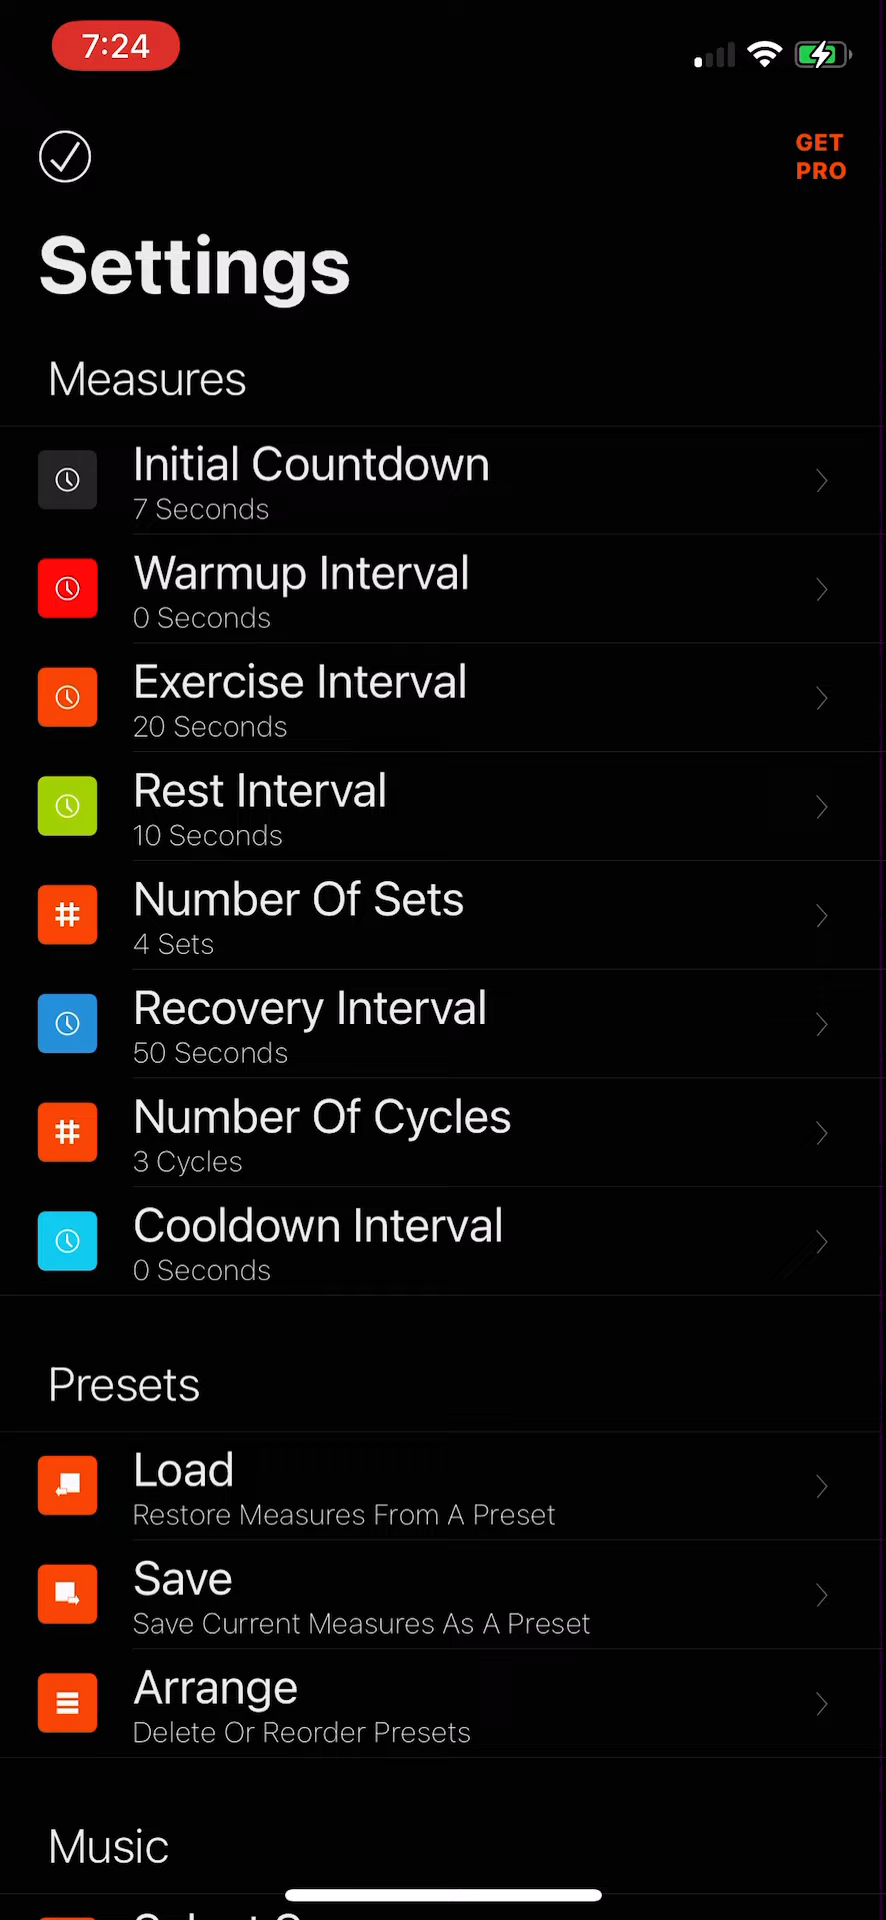 7:24
GET
PRO
Settings
Measures
Initial Countdown
7 Seconds
Warmup Interval
0 Seconds
Exercise Interval
20 Seconds
Rest Interval
10 Seconds
Number Of Sets
4 Sets
Recovery Interval
50 Seconds
Number Of Cycles
3 Cycles
Cooldown Interval
0 Seconds
Presets
Load
Restore Measures From A Preset
Save
Save Current Measures As A Preset
Arrange
Delete Or Reorder Presets
Music